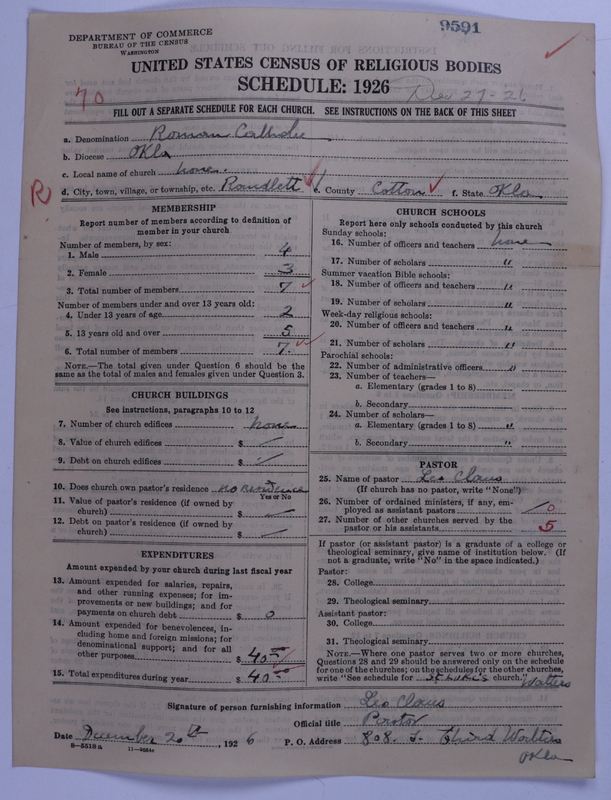 9591
DEPARTMENT OF COMMERCE
BUREAU OF THE CENSUS
WASHINGTON
UNITED STATES CENSUS OF RELIGIOUS BODIES
SCHEDULE: 1926
70
FILL OUT A SEPARATE SCHEDULE FOR EACH CHURCH. SEE INSTRUCTIONS ON THE BACK OF THIS SHEET
a. Denomination Roman Catholic
b. Diocese Okla
c. Local name of church none.
R d. City, town, village, or township, etc. Randlett e. County Cotton f. State Okla
MEMBERSHIP
Report number of members according to definition of
member in your church
Number of members, by sex:
1. Male 4
2. Female 3
3. Total number of members 7
Number of members under and over 13 years old:
4. Under 13 years of age 2
5. 13 years old and over 5
6. Total number of members 7.
NOTE.—The total given under Question 6 should be the
same as the total of males and females given under Question 3.
CHURCH BUILDINGS
See instructions, paragraphs 10 to 12
7. Number of church edifices none
8. Value of church edifices $ —
9. Debt on church edifices $ —
10. Does church own pastor's residence no residence
Yes or No
11. Value of pastor's residence (if owned by
church) $ —
12. Debt on pastor's residence (if owned by
church) $ —
EXPENDITURES
Amount expended by your church during last fiscal year
13. Amount expended for salaries, repairs,
and other running expenses; for im-
provements or new buildings; and for
payments on church debt $ 0
14. Amount expended for benevolences, in-
cluding home and foreign missions; for
denominational support; and for all
other purposes $ 40.00
15. Total expenditures during year $ 40.00
CHURCH SCHOOLS
Report here only schools conducted by this church
Sunday schools:
16. Number of officers and teachers none
17. Number of scholars "
Summer vacation Bible schools:
18. Number of officers and teachers "
19. Number of scholars "
Week-day religious schools:
20. Number of officers and teachers "
21. Number of scholars "
Parochial schools:
22. Number of administrative officers "
23. Number of teachers—
a. Elementary (grades 1 to 8)
b. Secondary
24. Number of scholars—
a. Elementary (grades 1 to 8) "
b. Secondary "
PASTOR
25. Name of pastor Leo Claus
(If church has no pastor, write "None")
26. Number of ordained ministers, if any, em-
ployed as assistant pastors 0
27. Number of other churches served by the
pastor or his assistants 5
If pastor (or assistant pastor) is a graduate of a college or
theological seminary, give name of institution below. (If
not a graduate, write "No" in the space indicated.)
Pastor:
28. College
29. Theological seminary
Assistant pastor:
30. College
31. Theological seminary
NOTE.—Where one pastor serves two or more churches,
Questions 28 and 29 should be answered only on the schedule
for one of the churches; on the schedules for the other churches,
write "See schedule for church."
Signature of person furnishing information Leo Claus
Official title Pastor
Date December 20th, 1926 P. O. Address 808. S. Third Walters
Okla
8—5518a 11—9554a